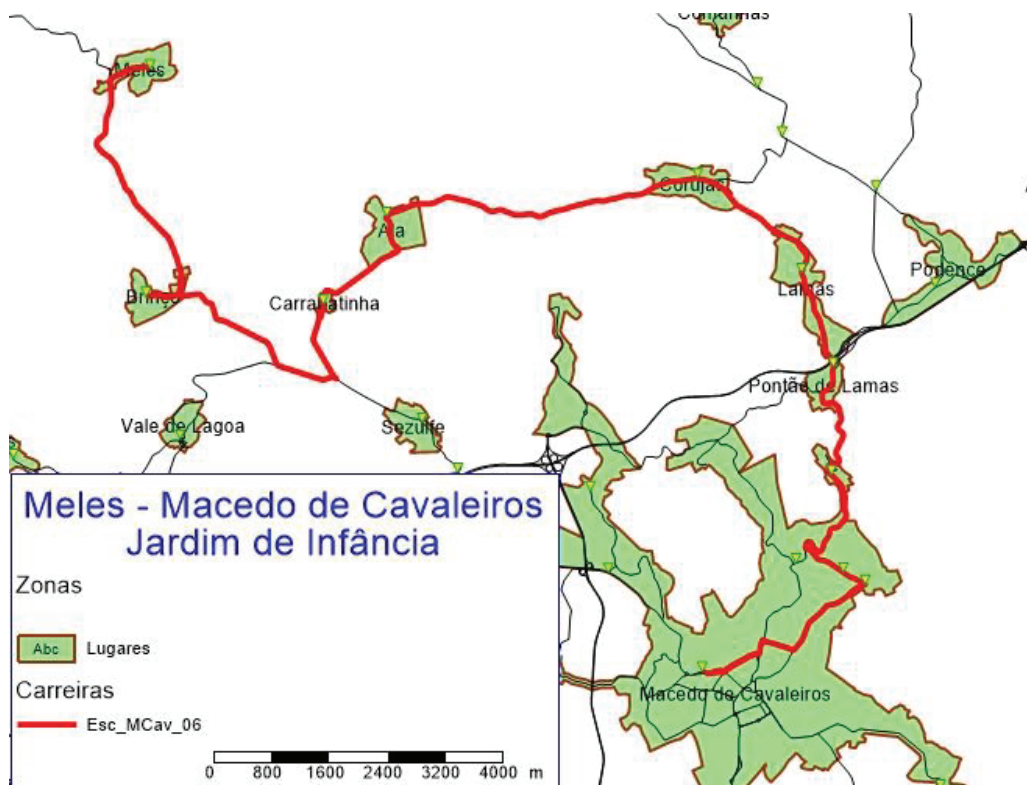 Meles
Corujas
Ala
Podence
Lamas
Carrapatinha
Pontão de Lamas
Vale de Lagoa
Sezulfe
Macedo de Cavaleiros
Meles - Macedo de Cavaleiros
Jardim de Infância
Zonas
Abc Lugares
Carreiras
Esc_MCav_06
0 800 1600 2400 3200 4000 m